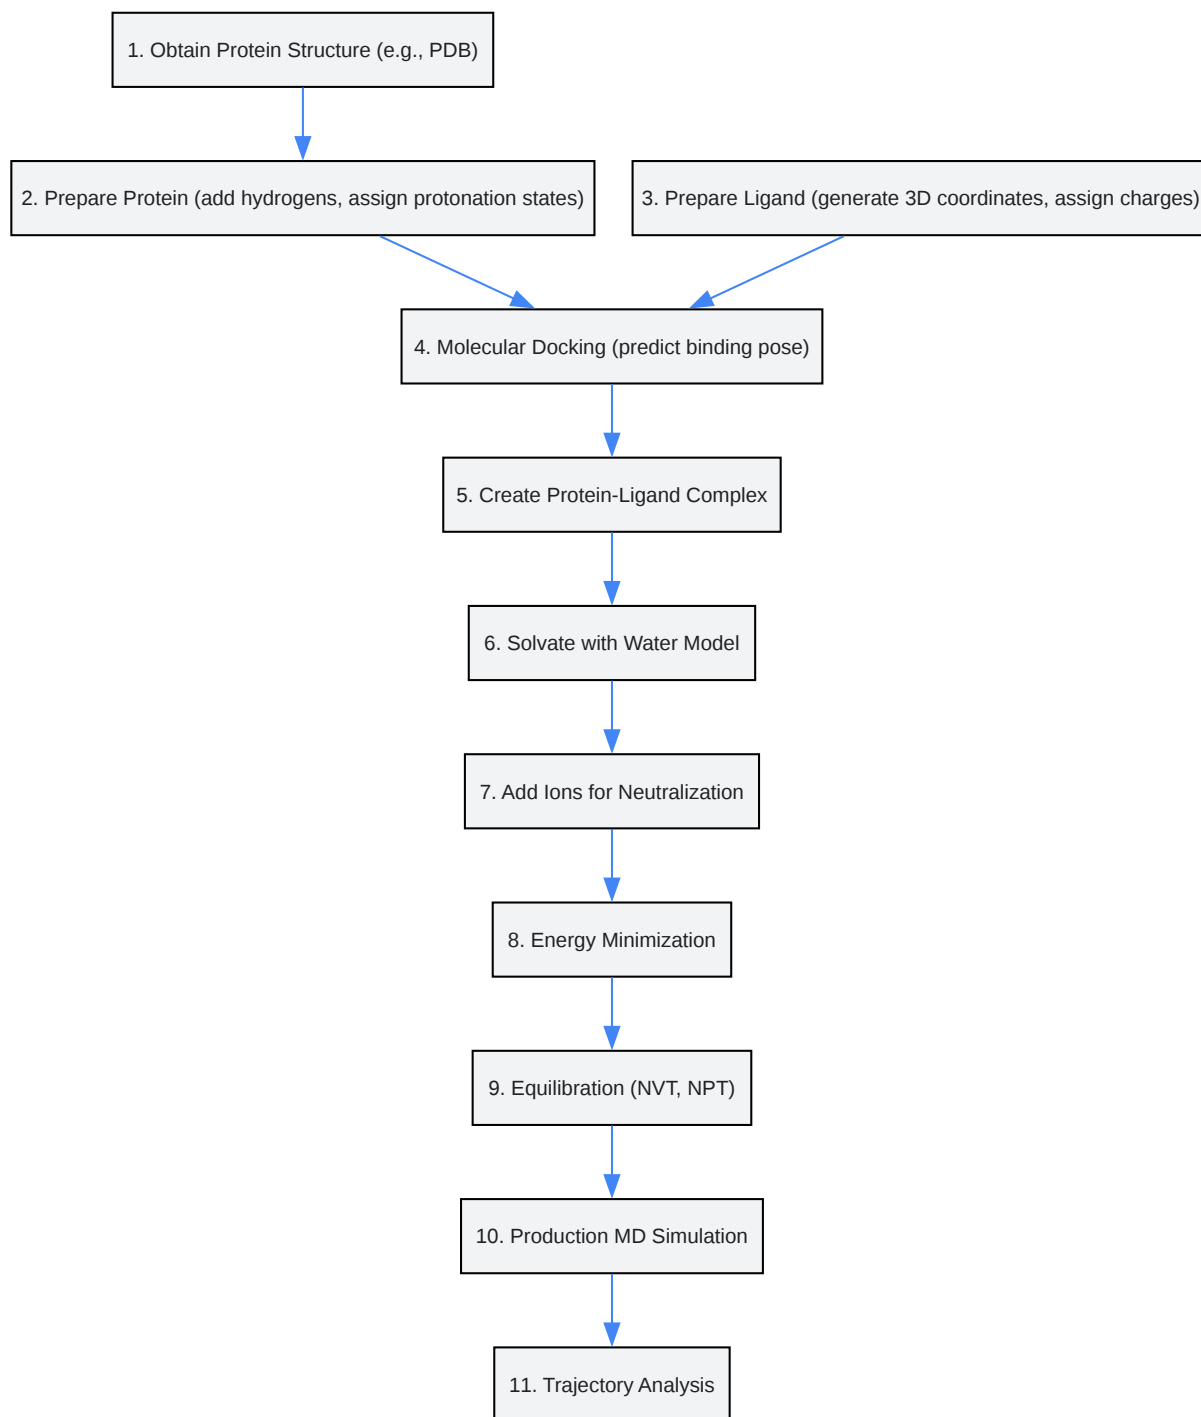 1. Obtain Protein Structure (e.g., PDB)
2. Prepare Protein (add hydrogens, assign protonation states)
3. Prepare Ligand (generate 3D coordinates, assign charges)
4. Molecular Docking (predict binding pose)
5. Create Protein-Ligand Complex
6. Solvate with Water Model
7. Add Ions for Neutralization
8. Energy Minimization
9. Equilibration (NVT, NPT)
10. Production MD Simulation
11. Trajectory Analysis